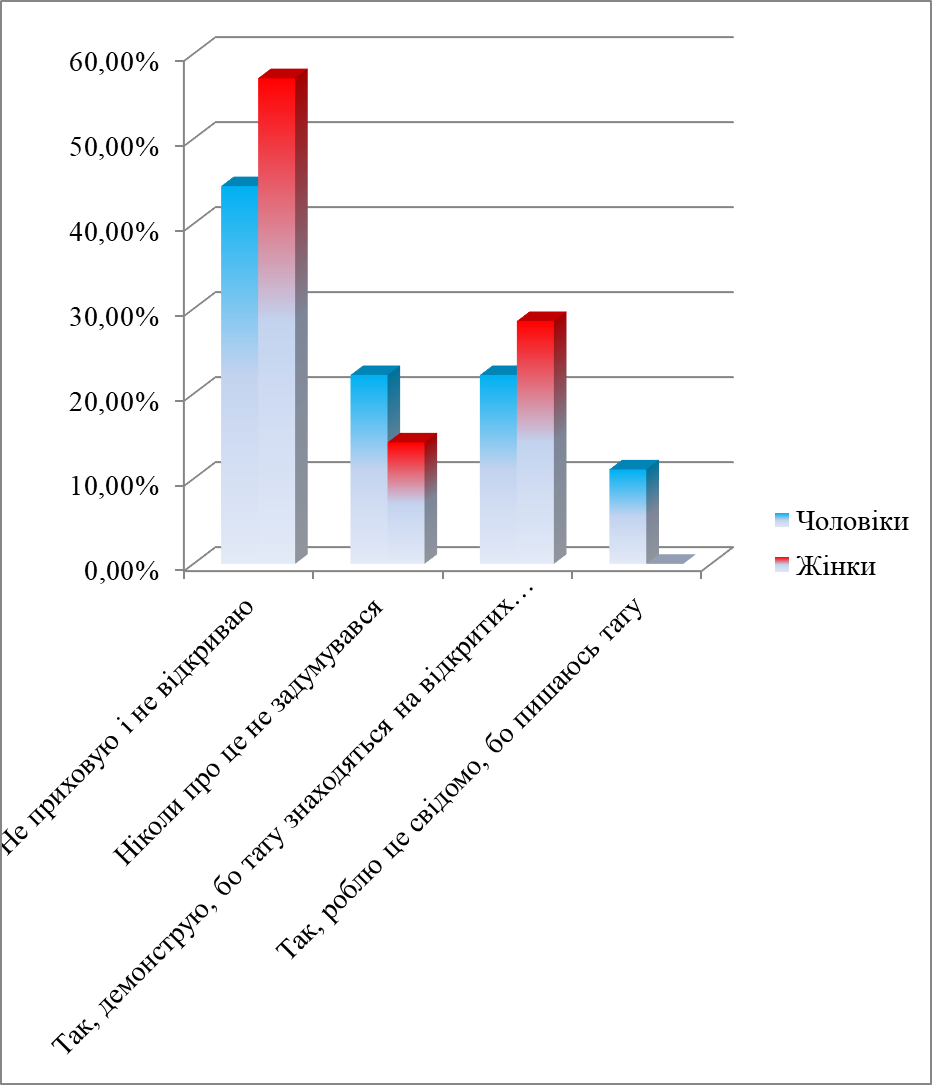 60,00%
50,00%
40,00%
30,00%
20,00%
10,00%
0,00%
Не приховую і не відкриваю
Ніколи про це не задумувався
Так, демонструю, бо тату знаходяться на відкритих…
Так, роблю це свідомо, бо пишаюсь тату
Чоловіки
Жінки